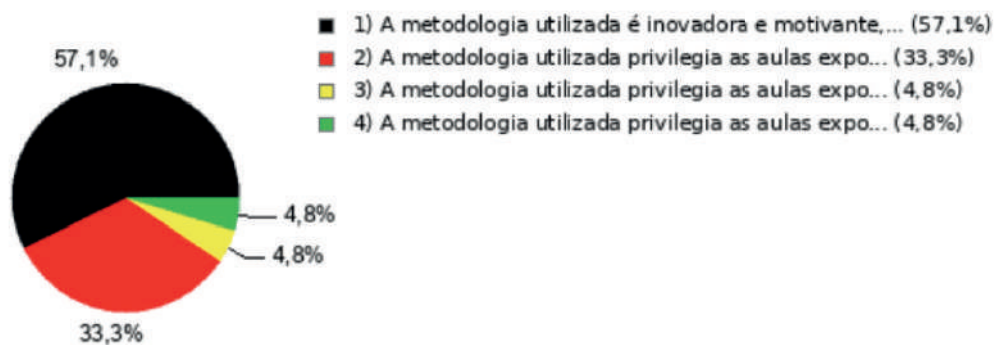 57,1%
1) A metodologia utilizada é inovadora e motivante,... (57,1%)
2) A metodologia utilizada privilegia as aulas expo... (33,3%)
3) A metodologia utilizada privilegia as aulas expo... (4,8%)
4) A metodologia utilizada privilegia as aulas expo... (4,8%)
4,8%
4,8%
33,3%